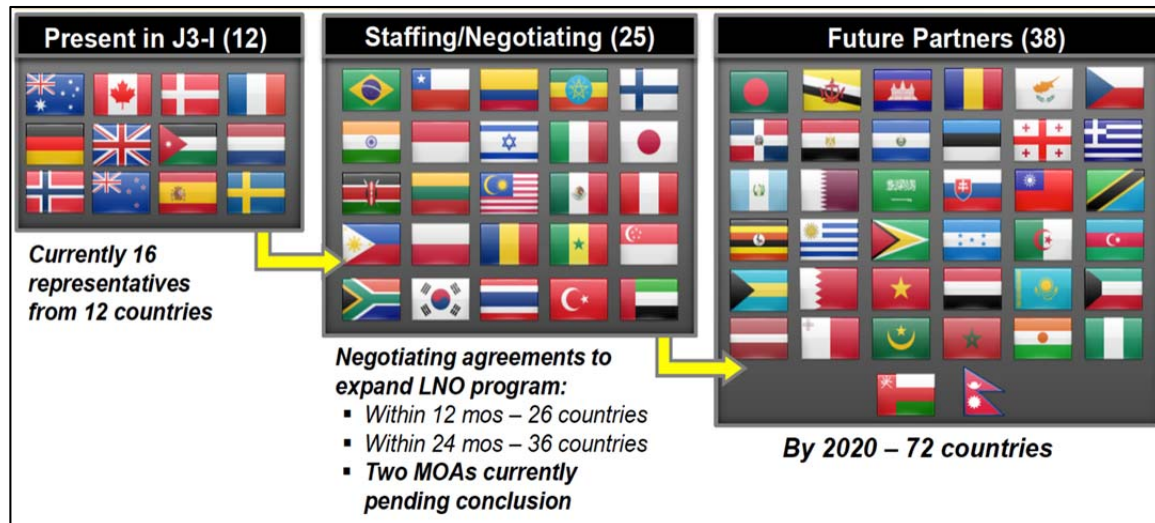 Present in J3-I (12)
Staffing/Negotiating (25)
Future Partners (38)
Currently 16
representatives
from 12 countries
Negotiating agreements to
expand LNO program:
▪ Within 12 mos – 26 countries
▪ Within 24 mos – 36 countries
▪ Two MOAs currently
pending conclusion
By 2020 – 72 countries